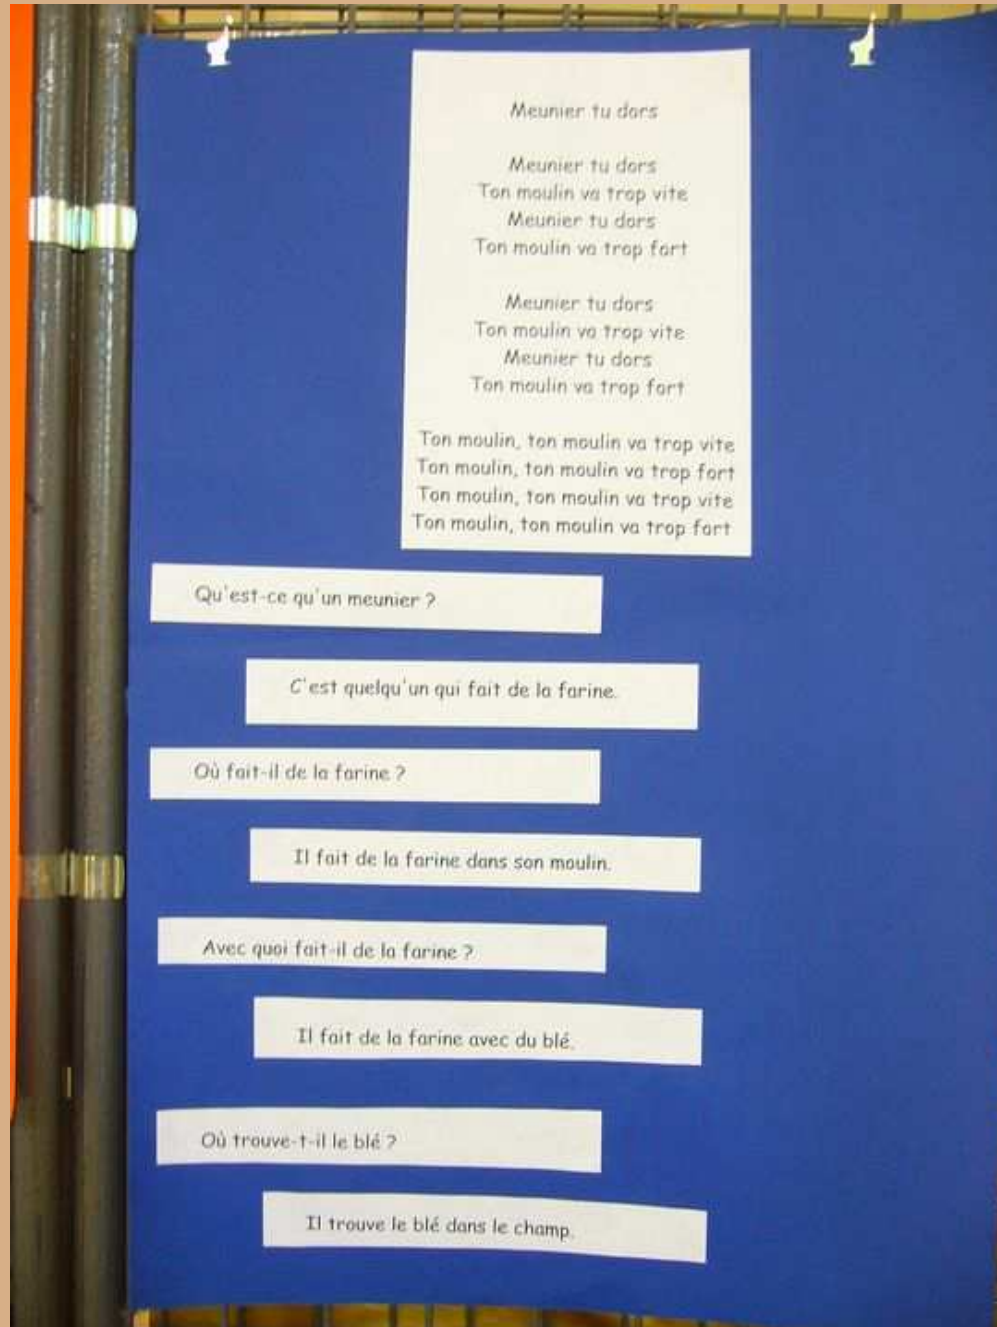 Meunier tu dors
Meunier tu dors
Ton moulin va trop vite
Meunier tu dors
Ton moulin va trop fort
Meunier tu dors
Ton moulin va trop vite
Meunier tu dors
Ton moulin va trop fort
Ton moulin, ton moulin va trop vite
Ton moulin, ton moulin va trop fort
Ton moulin, ton moulin va trop vite
Ton moulin, ton moulin va trop fort
Qu'est-ce qu'un meunier ?
C'est quelqu'un qui fait de la farine.
Où fait-il de la farine ?
Il fait de la farine dans son moulin.
Avec quoi fait-il de la farine ?
Il fait de la farine avec du blé.
Où trouve-t-il le blé ?
Il trouve le blé dans le champ.